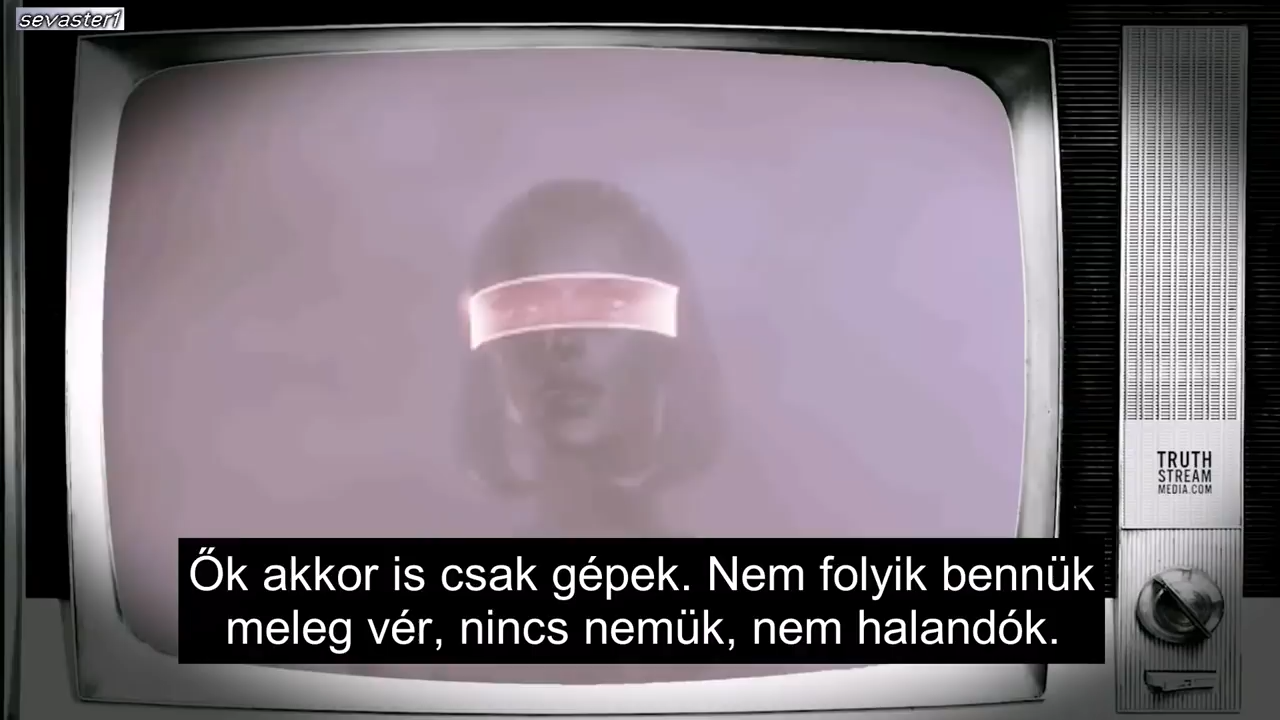 sevaster1
TRUTH
STREAM
MEDIA.COM
Ők akkor is csak gépek. Nem folyik bennük
meleg vér, nincs nemük, nem halandók.